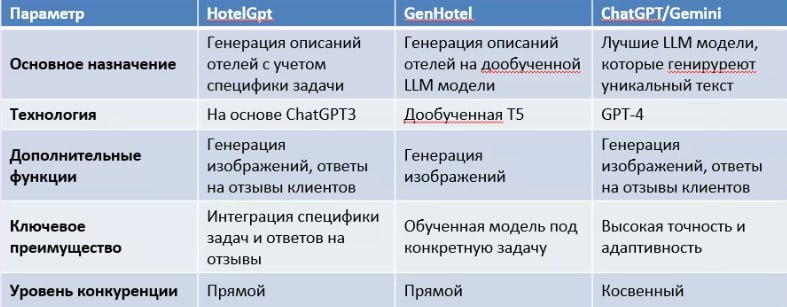 Параметр HotelGpt GenHotel ChatGPT/Gemini
Основное назначение
Генерация описаний
отелей с учетом
специфики задачи
Генерация описаний
отелей на дообученной
LLM модели
Лучшие LLM модели,
которые генируреют
уникальный текст
Технология На основе ChatGPT3 Дообученная T5 GPT-4
Дополнительные
функции
Генерация
изображений, ответы
на отзывы клиентов
Генерация
изображений
Генерация
изображений, ответы
на отзывы клиентов
Ключевое
преимущество
Интеграция специфики
задач и ответов на
отзывы
Обученная модель под
конкретную задачу
Высокая точность и
адаптивность
Уровень конкуренции Прямой Прямой Косвенный